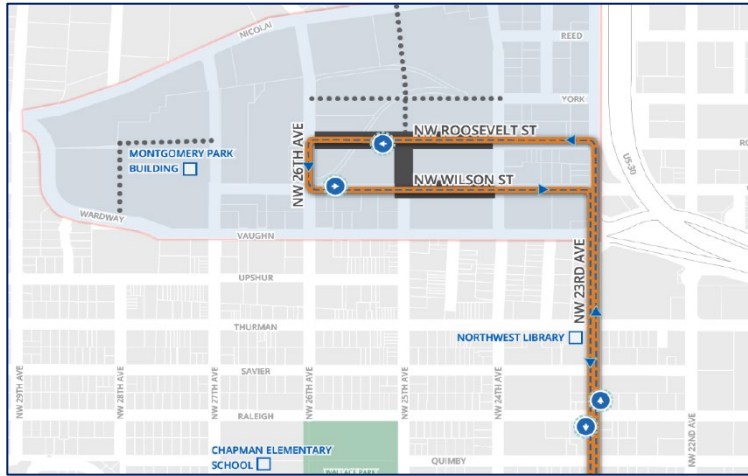 NICOLAI
REED
YORK
NW ROOSEVELT ST
MONTGOMERY PARK
BUILDING
NW 26TH AVE
NW WILSON ST
US-30
WARDWAY
VAUGHN
NW 23RD AVE
UPSHUR
THURMAN
NORTHWEST LIBRARY
SAVIER
NW 29TH AVE
NW 28TH AVE
NW 27TH AVE
NW 26TH AVE
NW 25TH AVE
NW 24TH AVE
NW 22ND AVE
RALEIGH
CHAPMAN ELEMENTARY
SCHOOL
QUIMBY
WALLACE PARK